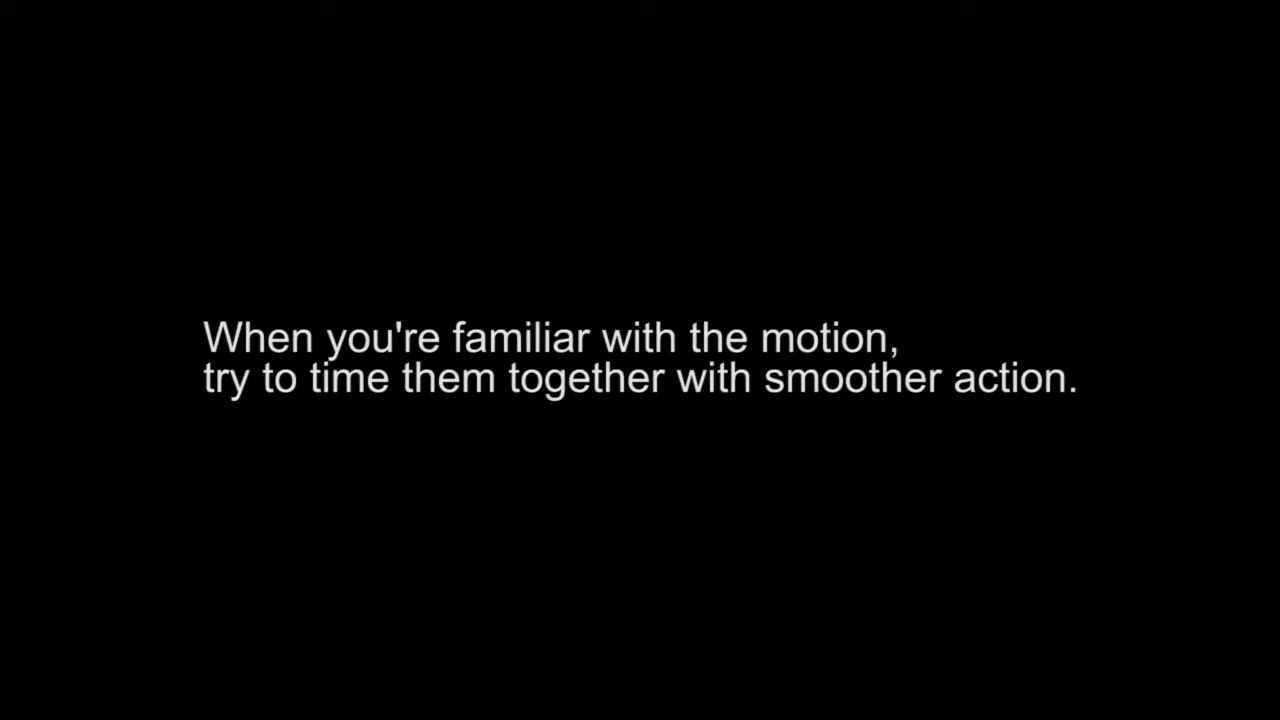 When you're familiar with the motion,
try to time them together with smoother action.